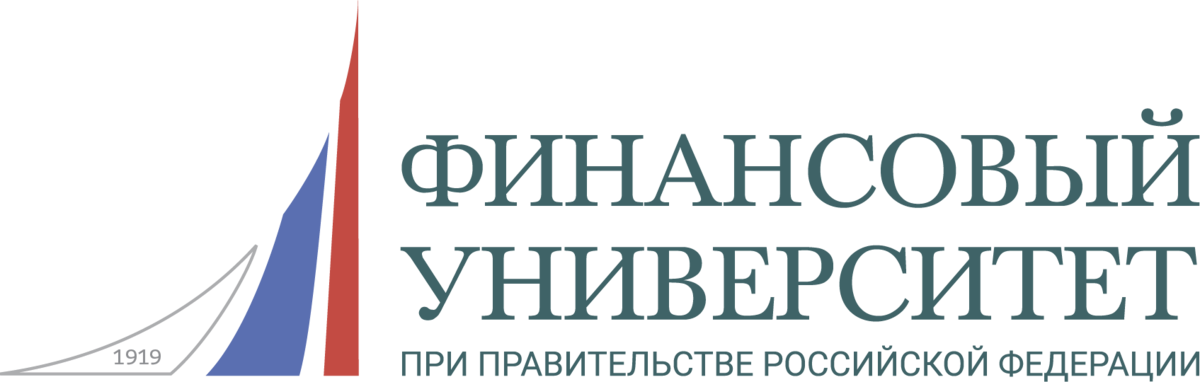 1919
ФИНАНСОВЫЙ
УНИВЕРСИТЕТ
ПРИ ПРАВИТЕЛЬСТВЕ РОССИЙСКОЙ ФЕДЕРАЦИИ